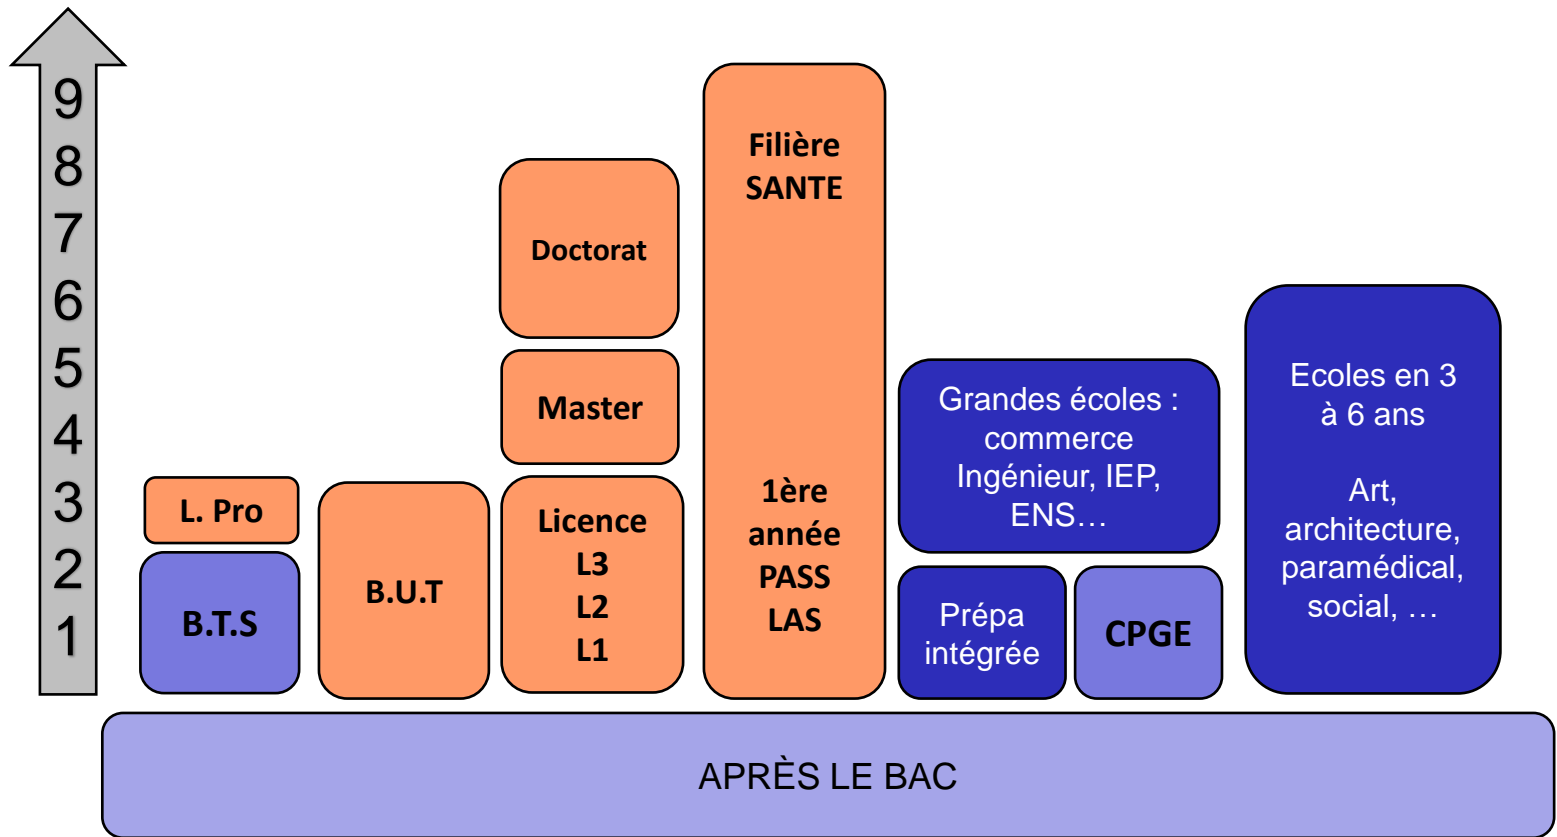 9
8
7
6
5
4
3
2
1
L. Pro
B.T.S
B.U.T
Doctorat
Master
Licence
L3
L2
L1
Filière
SANTE
1ère
année
PASS
LAS
Grandes écoles :
commerce
Ingénieur, IEP,
ENS…
Prépa
intégrée
CPGE
Ecoles en 3
à 6 ans
Art,
architecture,
paramédical,
social, …
APRÈS LE BAC